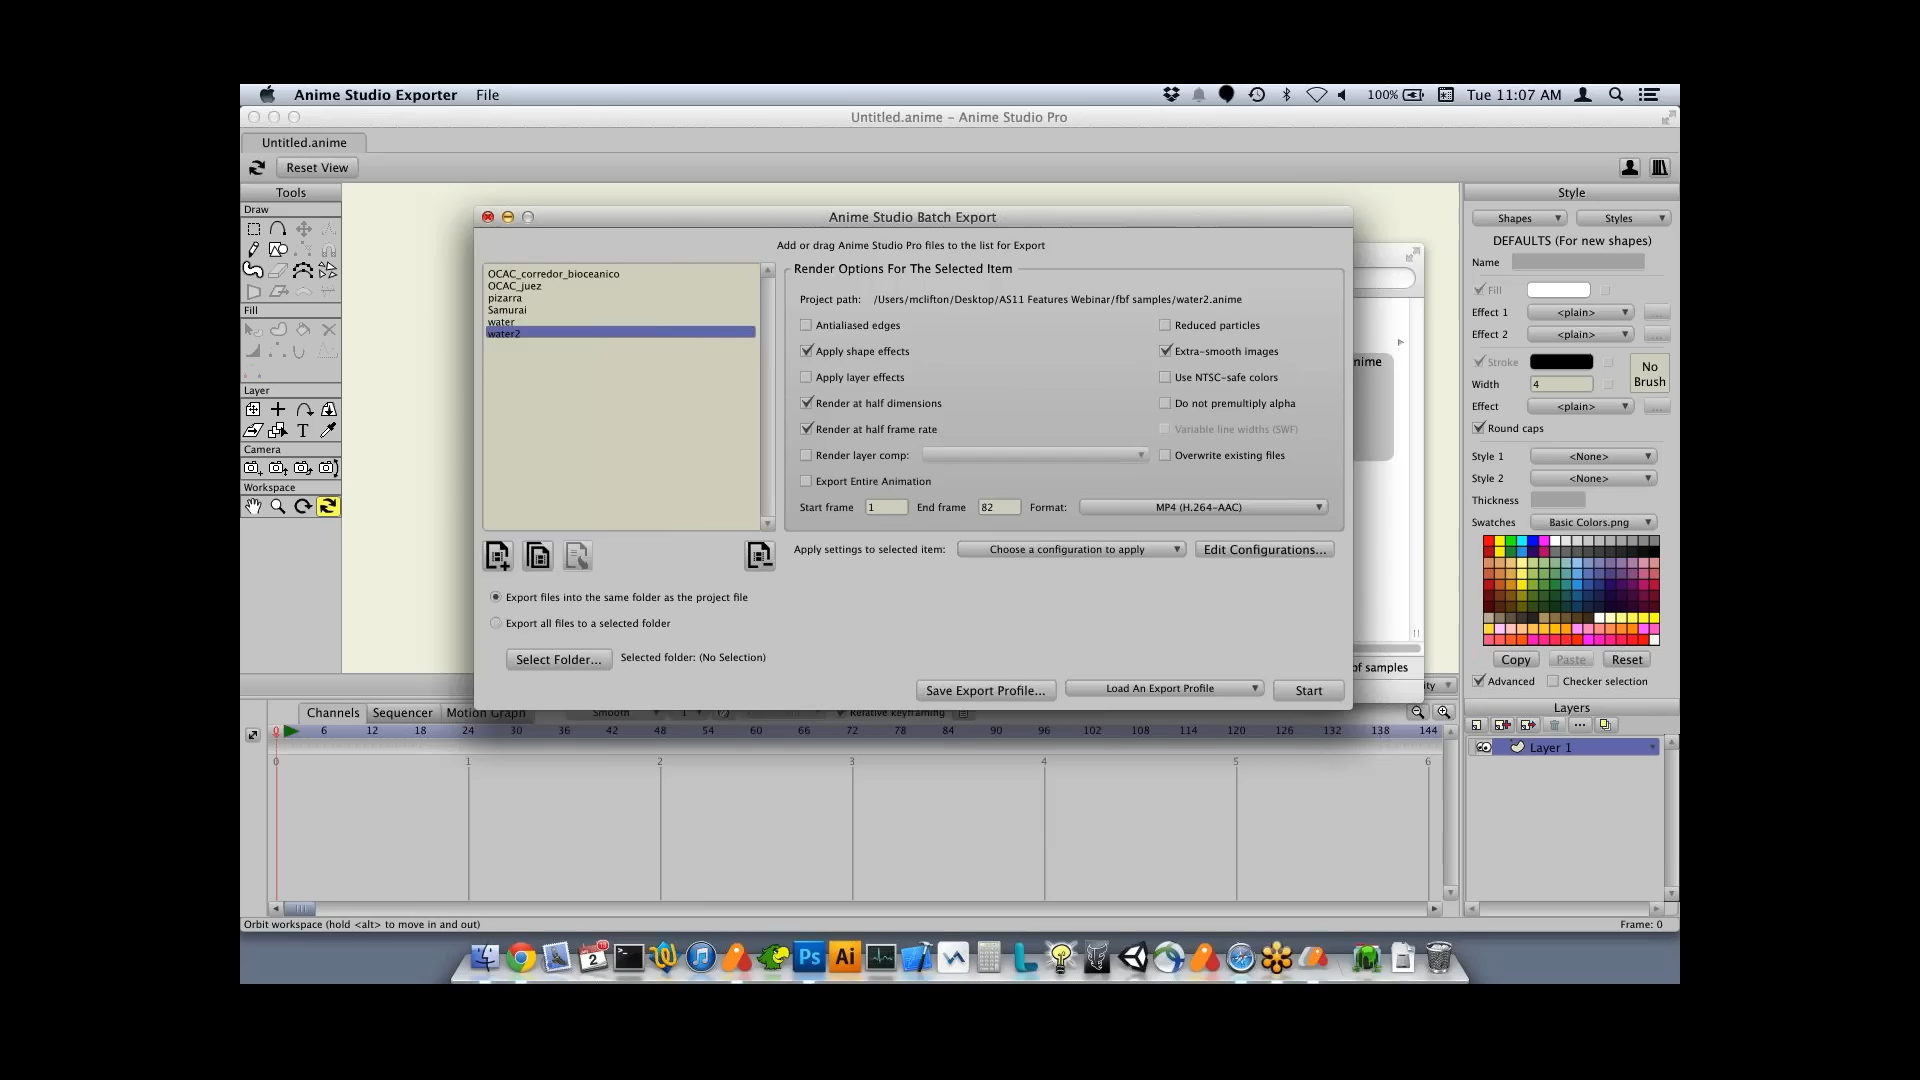 Anime Studio Exporter File 100% Tue 11:07 AM
Untitled.anime – Anime Studio Pro
Untitled.anime
Reset View
Tools
Draw
Fill
Layer
Camera
Workspace
Anime Studio Batch Export
Add or drag Anime Studio Pro files to the list for Export
OCAC_corredor_bioceanico
OCAC_juez
pizarra
Samurai
water
water2
Render Options For The Selected Item
Project path: /Users/mclifton/Desktop/AS11 Features Webinar/fbf samples/water2.anime
Antialiased edges
Reduced particles
Apply shape effects
Extra-smooth images
Apply layer effects
Use NTSC-safe colors
Render at half dimensions
Do not premultiply alpha
Render at half frame rate
Variable line widths (SWF)
Render layer comp:
Overwrite existing files
Export Entire Animation
Start frame 1 End frame 82 Format: MP4 (H.264-AAC)
Apply settings to selected item: Choose a configuration to apply Edit Configurations...
Export files into the same folder as the project file
Export all files to a selected folder
Select Folder... Selected folder: (No Selection)
Save Export Profile... Load An Export Profile Start
nime
bf samples
ity
Style
Shapes Styles
DEFAULTS (For new shapes)
Name
Fill
Effect 1 <plain> ...
Effect 2 <plain> ...
Stroke
No Brush
Width 4
Effect <plain> ...
Round caps
Style 1 <None>
Style 2 <None>
Thickness
Swatches Basic Colors.png
Copy Paste Reset
Advanced Checker selection
Layers
Layer 1
Channels Sequencer Motion Graph Smooth 1 Relative keyframing
0 6 12 18 24 30 36 42 48 54 60 66 72 78 84 90 96 102 108 114 120 126 132 138 144
0 1 2 3 4 5 6
Orbit workspace (hold <alt> to move in and out)
Frame: 0
2 Ps Ai